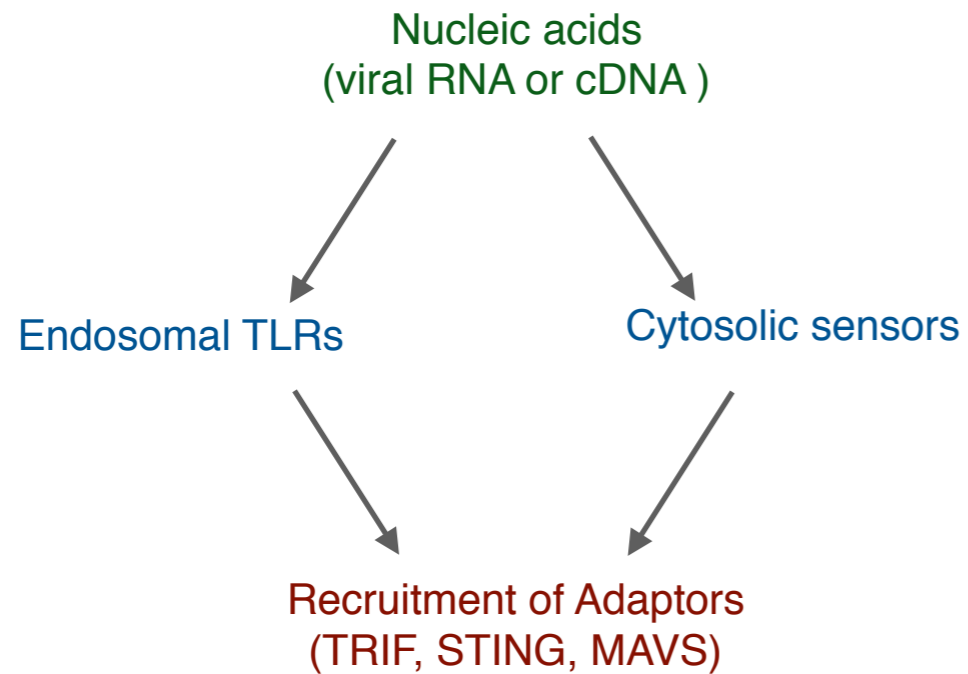 Nucleic acids
(viral RNA or cDNA )
Endosomal TLRs
Cytosolic sensors
Recruitment of Adaptors
(TRIF, STING, MAVS)